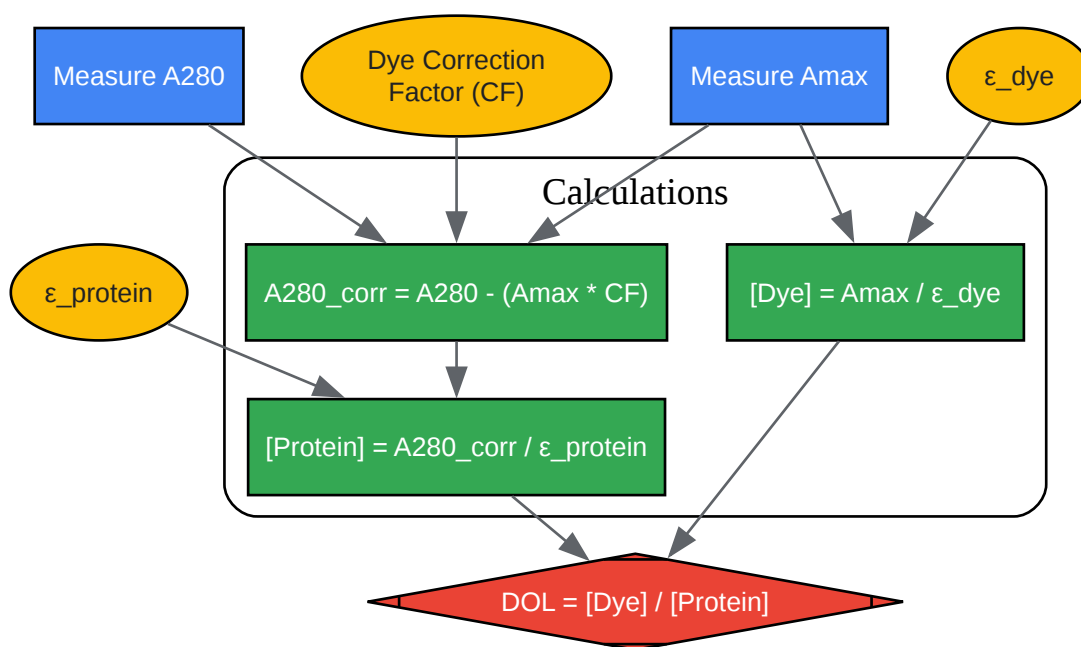 Measure A280
Dye Correction
Factor (CF)
Measure Amax
ε_dye
Calculations
ε_protein
A280_corr = A280 - (Amax * CF)
[Dye] = Amax / ε_dye
[Protein] = A280_corr / ε_protein
DOL = [Dye] / [Protein]